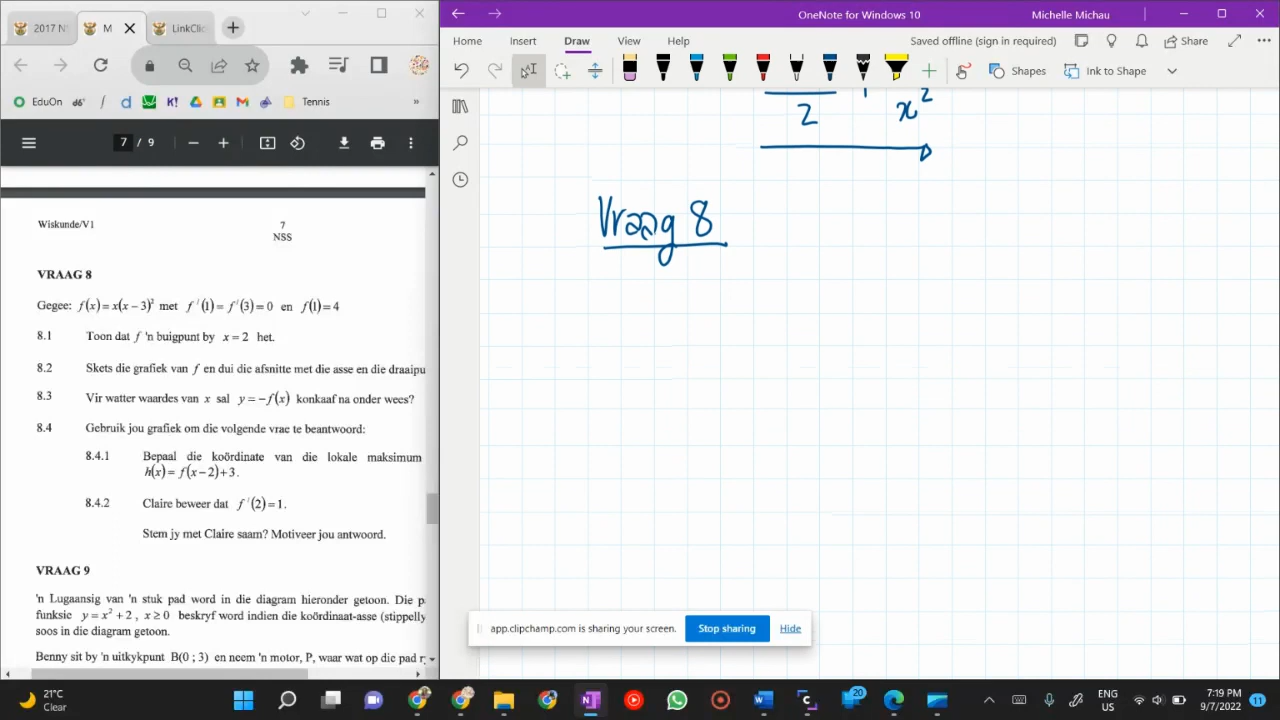 2017 N
M
LinkClic
OneNote for Windows 10
Michelle Michau
Home
Insert
Draw
View
Help
Saved offline (sign in required)
Share
Shapes
Ink to Shape
EduOn
Tennis
»
7 / 9
2
x²
Vraag 8
Wiskunde/V1
7
NSS
VRAAG 8
Gegee: f(x) = x(x − 3)² met f ′(1) = f ′(3) = 0 en f(1) = 4
8.1 Toon dat f 'n buigpunt by x = 2 het.
8.2 Skets die grafiek van f en dui die afsnitte met die asse en die draaipu
8.3 Vir watter waardes van x sal y = −f(x) konkaaf na onder wees?
8.4 Gebruik jou grafiek om die volgende vrae te beantwoord:
8.4.1 Bepaal die koördinate van die lokale maksimum
h(x) = f(x − 2) + 3.
8.4.2 Claire beweer dat f ′(2) = 1.
Stem jy met Claire saam? Motiveer jou antwoord.
VRAAG 9
'n Lugaansig van 'n stuk pad word in die diagram hieronder getoon. Die p
funksie y = x² + 2, x ≥ 0 beskryf word indien die koördinaat-asse (stippelly
soos in die diagram getoon.
Benny sit by 'n uitkykpunt B(0 ; 3) en neem 'n motor, P, waar wat op die pad r
app.clipchamp.com is sharing your screen.
Stop sharing
Hide
21°C
Clear
20
ENG
US
7:19 PM
9/7/2022
11